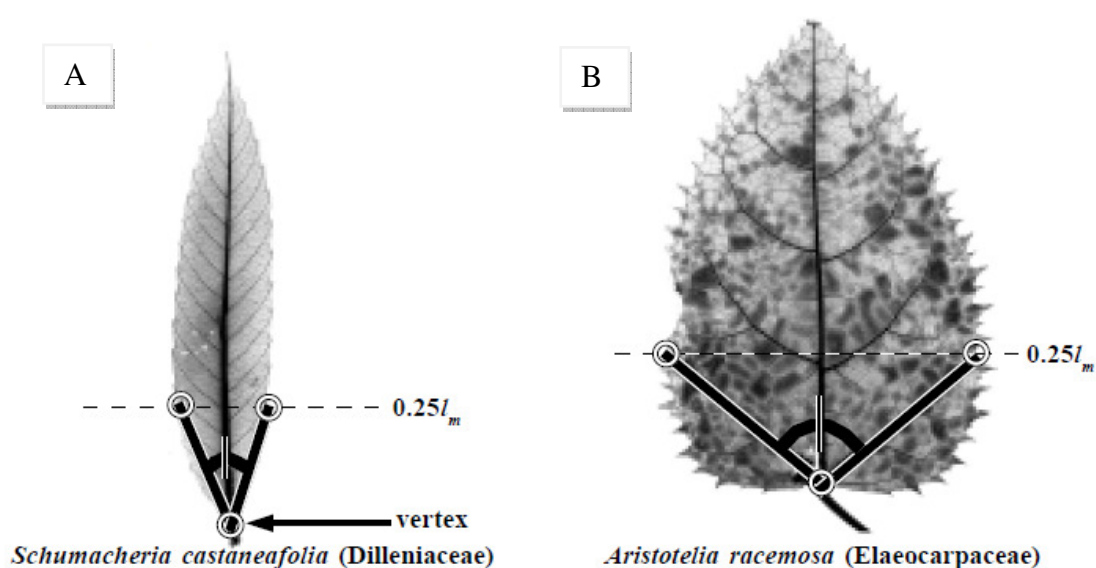 A
B
0.25lm
0.25lm
vertex
Schumacheria castaneafolia (Dilleniaceae)
Aristotelia racemosa (Elaeocarpaceae)